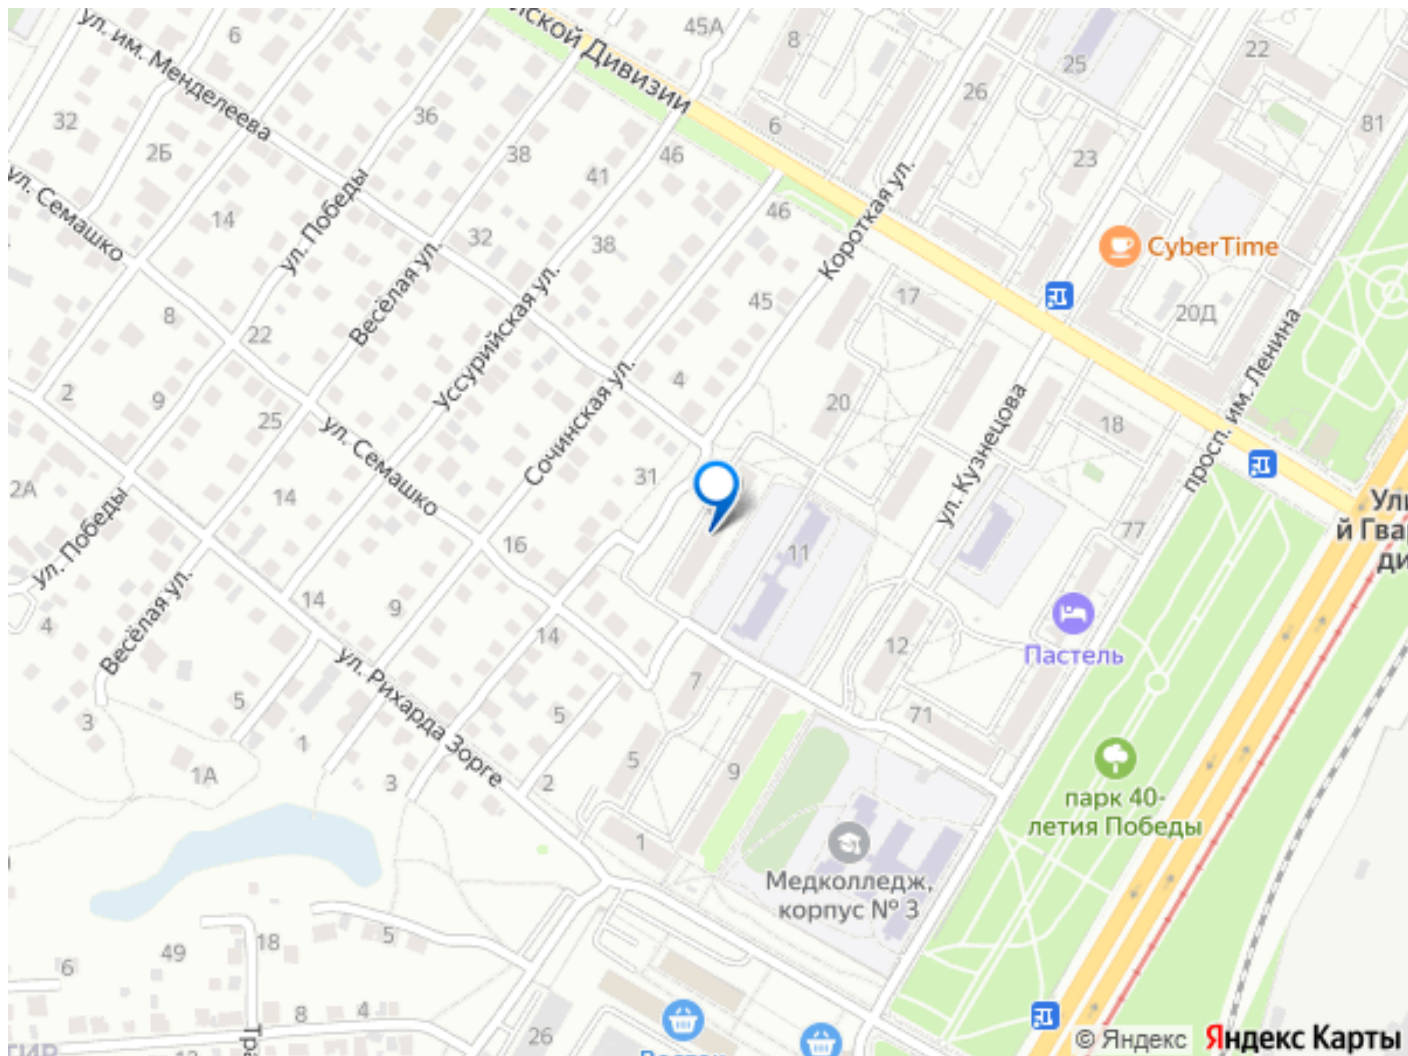 45А
8
22
ской Дивизии
25
6
26
ул. им. Менделеева
36
81
32
6
2Б
38
46
23
41
ул. Семашко
14
ул. Победы
46
Короткая ул.
32
38
CyberTime
Весёлая ул.
45
17
8
22
20Д
Уссурийская ул.
просп. им. Ленина
2
9
4
Сочинская ул.
20
25
18
ул. Кузнецова
ул. Семашко
31
2А
14
77
ул. Победы
16
11
14
9
Весёлая ул.
14
4
12
Пастель
ул. Рихарда Зорге
7
5
5
71
3
1
1А
3
2
5
9
парк 40-
летия Победы
1
Медколледж,
корпус № 3
5
18
49
6
8
4
26
© Яндекс
Яндекс Карты